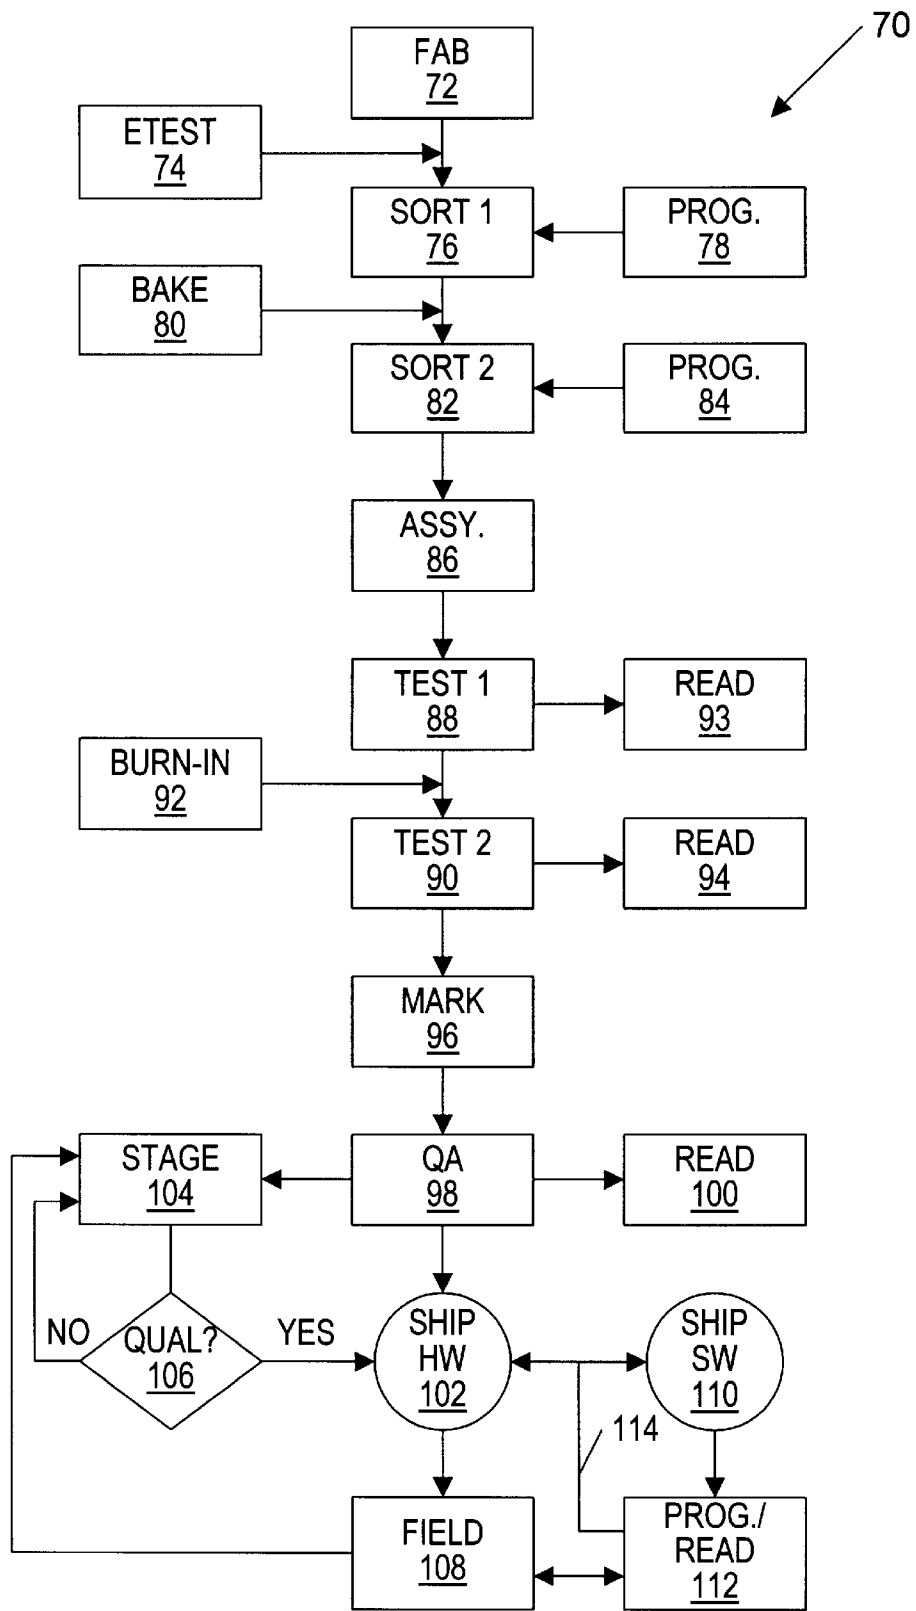 70
FAB
72
ETEST
74
SORT 1
76
PROG.
78
BAKE
80
SORT 2
82
PROG.
84
ASSY.
86
TEST 1
88
READ
93
BURN-IN
92
TEST 2
90
READ
94
MARK
96
STAGE
104
QA
98
READ
100
NO
QUAL?
106
YES
SHIP
HW
102
SHIP
SW
110
114
FIELD
108
PROG./
READ
112